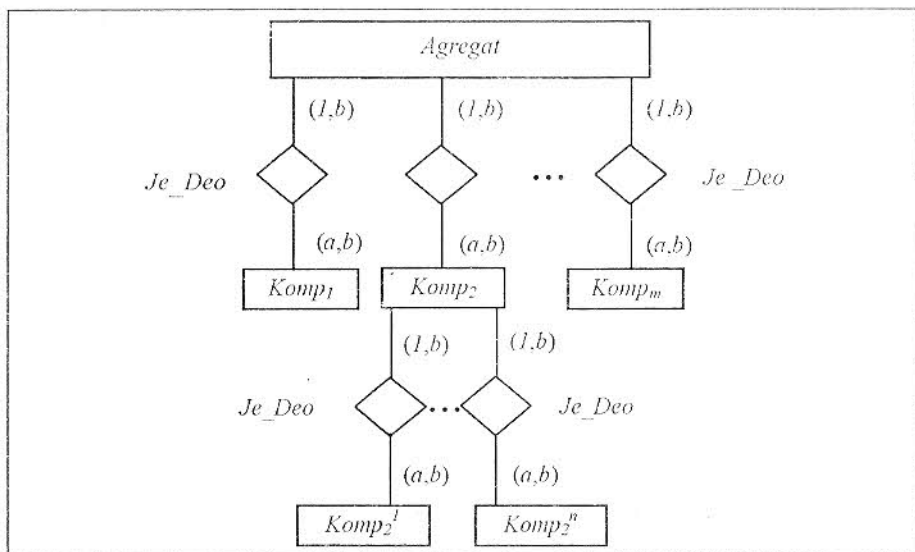 Agregat
(1,b) (1,b) (1,b)
Je_Deo ... Je_Deo
(a,b) (a,b) (a,b)
Komp₁ Komp₂ Kompₘ
(1,b) (1,b)
Je_Deo ... Je_Deo
(a,b) (a,b)
Komp₂¹ Komp₂ⁿ